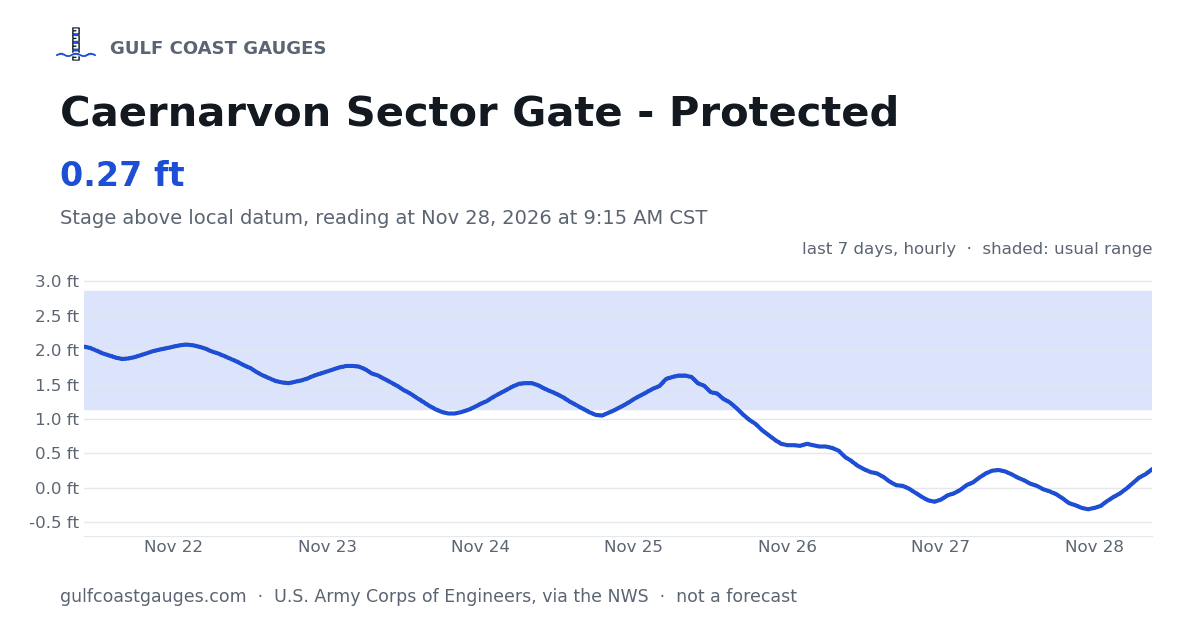 GULF COAST GAUGES
Caernarvon Sector Gate - Protected
0.27 ft
Stage above local datum, reading at Nov 28, 2026 at 9:15 AM CST
last 7 days, hourly · shaded: usual range
3.0 ft
2.5 ft
2.0 ft
1.5 ft
1.0 ft
0.5 ft
0.0 ft
-0.5 ft
Nov 22 Nov 23 Nov 24 Nov 25 Nov 26 Nov 27 Nov 28
gulfcoastgauges.com · U.S. Army Corps of Engineers, via the NWS · not a forecast